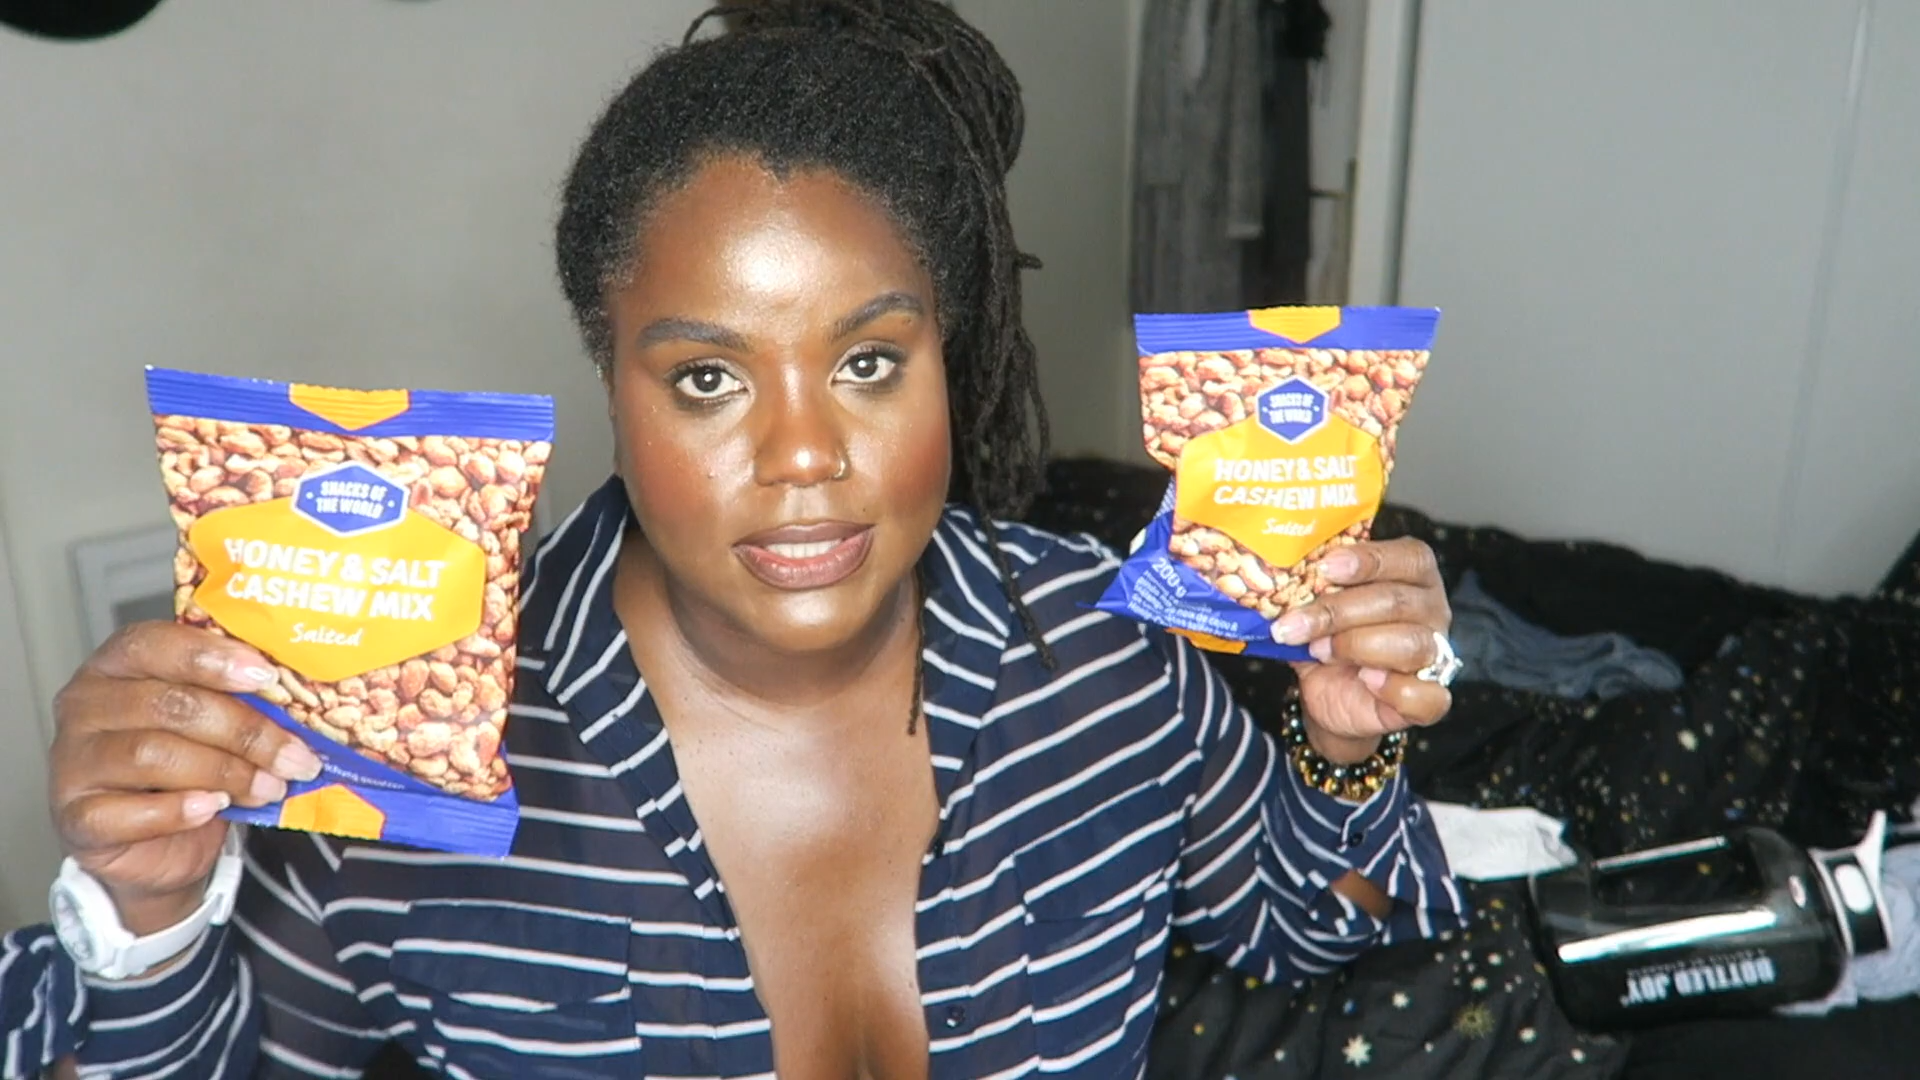 SNACKS OF
THE WORLD
HONEY & SALT
CASHEW MIX
Salted
SNACKS OF
THE WORLD
HONEY & SALT
CASHEW MIX
Salted
200 g
BOTTLED JOY